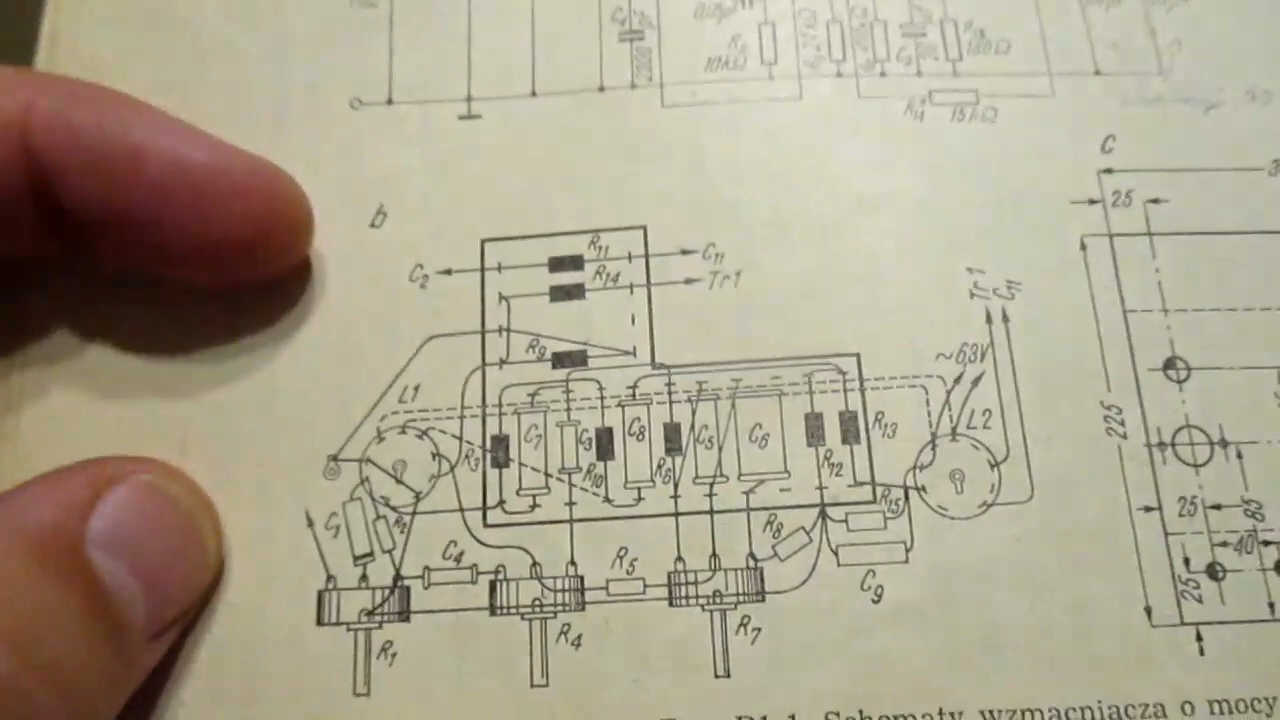 10kΩ
180Ω
15kΩ
C
b
25
R11
C2
C11
R14
Tr1
R9
Tr1
C11
~6,3V
L1
L2
225
R3
C7
C3
C8
R10
R6
C5
C6
R12
R13
R15
25
85
C1
R2
C4
R5
R8
C9
40
25
R1
R4
R7
Schematy wzmacniacza o mocy